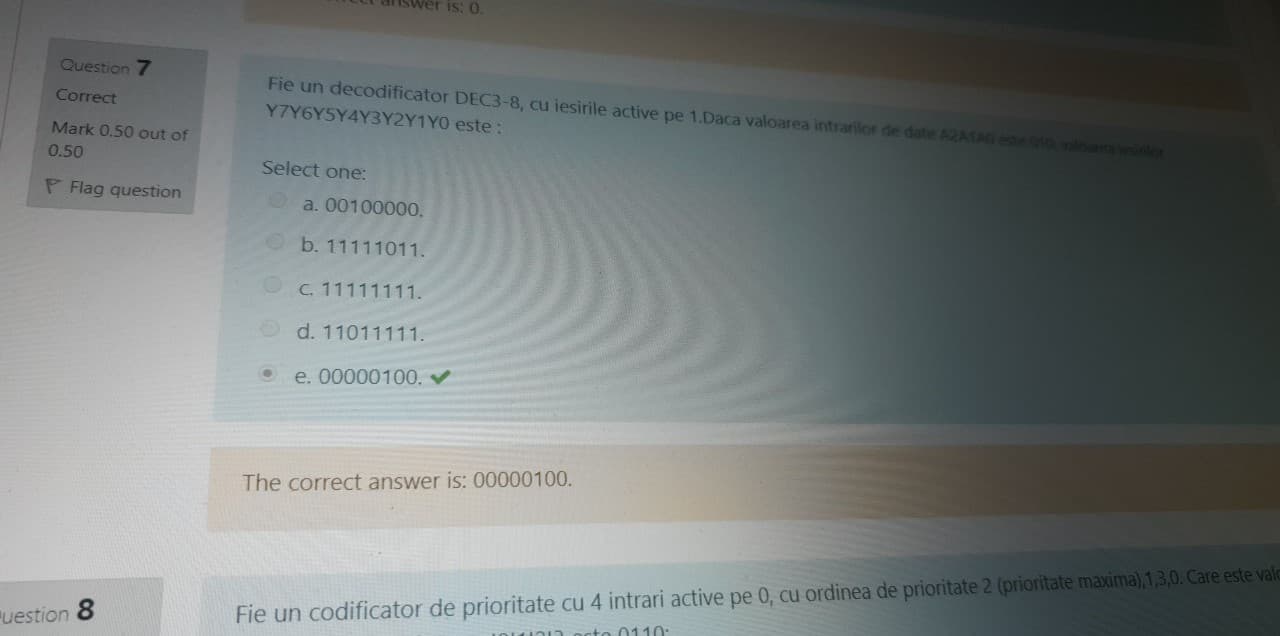 answer is: 0.
Question 7
Correct
Mark 0.50 out of
0.50
Flag question
Fie un decodificator DEC3-8, cu iesirile active pe 1.Daca valoarea intrarilor de date A2A1A0 este 010, valoarea iesirilor
Y7Y6Y5Y4Y3Y2Y1Y0 este :
Select one:
a. 00100000.
b. 11111011.
c. 11111111.
d. 11011111.
e. 00000100.
The correct answer is: 00000100.
uestion 8
Fie un codificator de prioritate cu 4 intrari active pe 0, cu ordinea de prioritate 2 (prioritate maxima),1,3,0. Care este valo
este 0110: